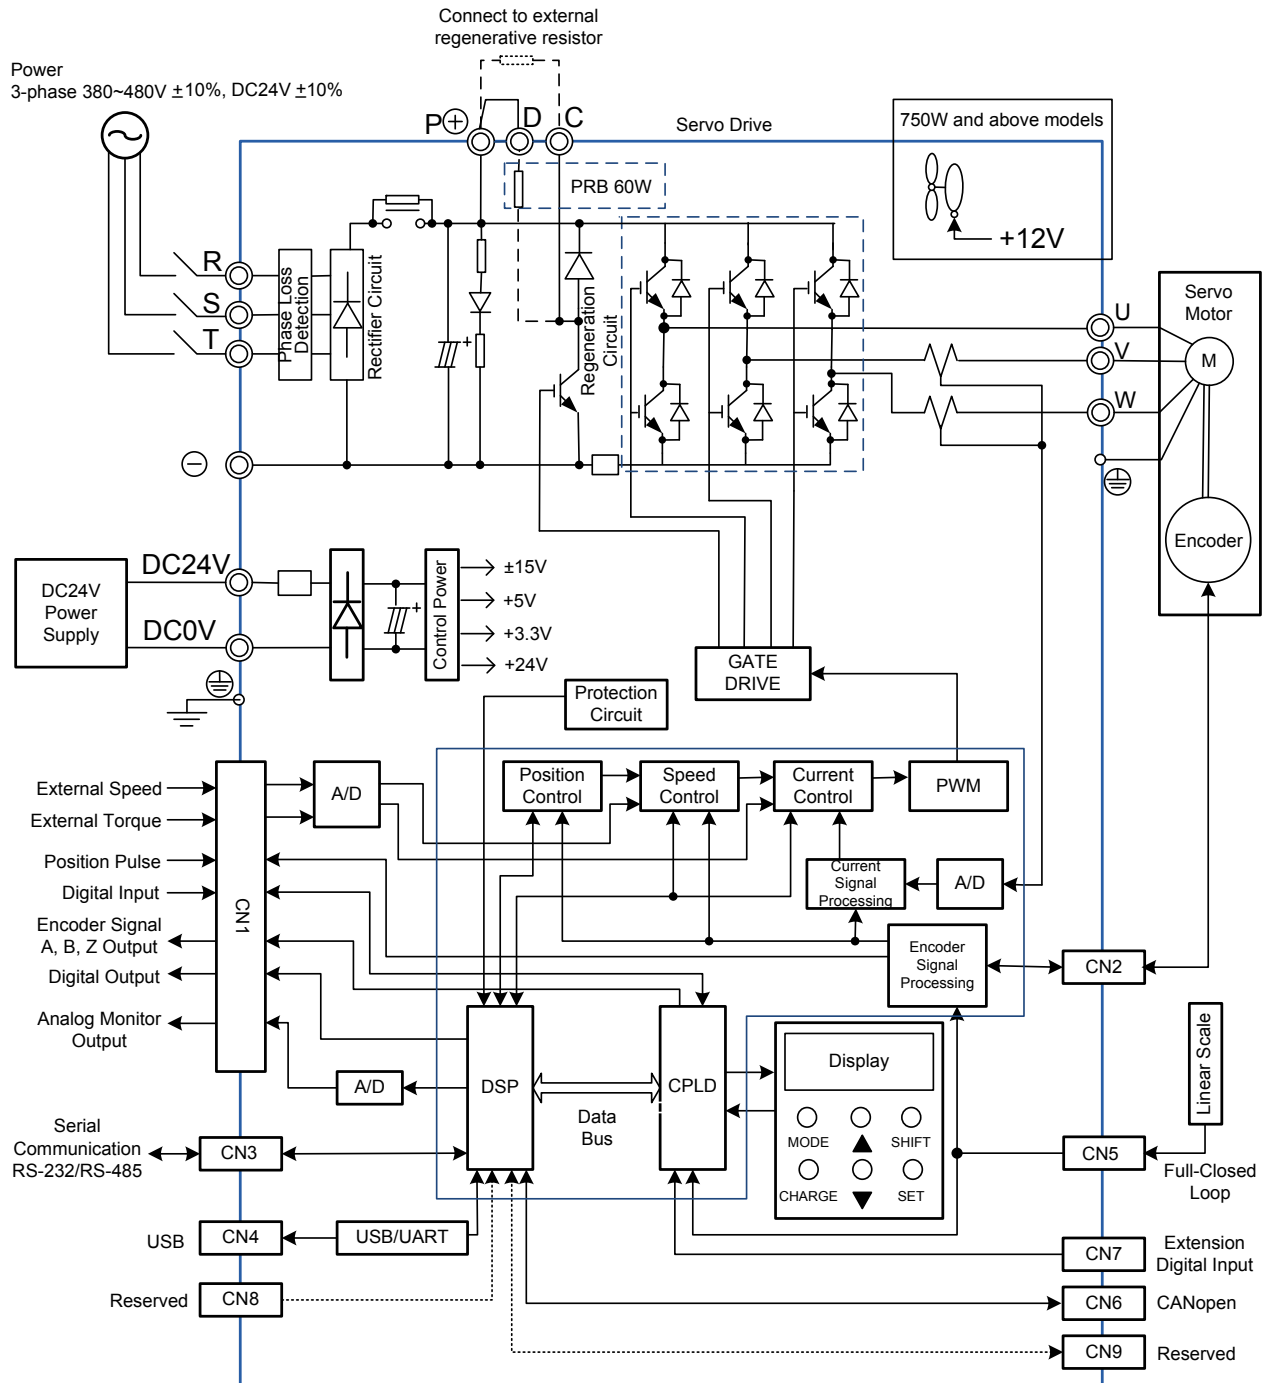 Connect to external
regenerative resistor
Power
3-phase 380~480V ±10%, DC24V ±10%
P⊕
D
C
Servo Drive
750W and above models
+12V
PRB 60W
R
S
T
Phase Loss
Detection
Rectifier Circuit
+
Regeneration
Circuit
U
V
W
Servo
Motor
M
Encoder
DC24V
Power
Supply
DC24V
DC0V
+
Control Power
±15V
+5V
+3.3V
+24V
GATE
DRIVE
Protection
Circuit
External Speed
External Torque
Position Pulse
Digital Input
Encoder Signal
A, B, Z Output
Digital Output
Analog Monitor
Output
CN1
A/D
Position
Control
Speed
Control
Current
Control
PWM
Current
Signal
Processing
A/D
Encoder
Signal
Processing
CN2
A/D
DSP
Data
Bus
CPLD
Display
MODE
▲
SHIFT
CHARGE
▼
SET
Linear Scale
Serial
Communication
RS-232/RS-485
CN3
CN5
Full-Closed
Loop
USB
CN4
USB/UART
CN7
Extension
Digital Input
Reserved
CN8
CN6
CANopen
CN9
Reserved